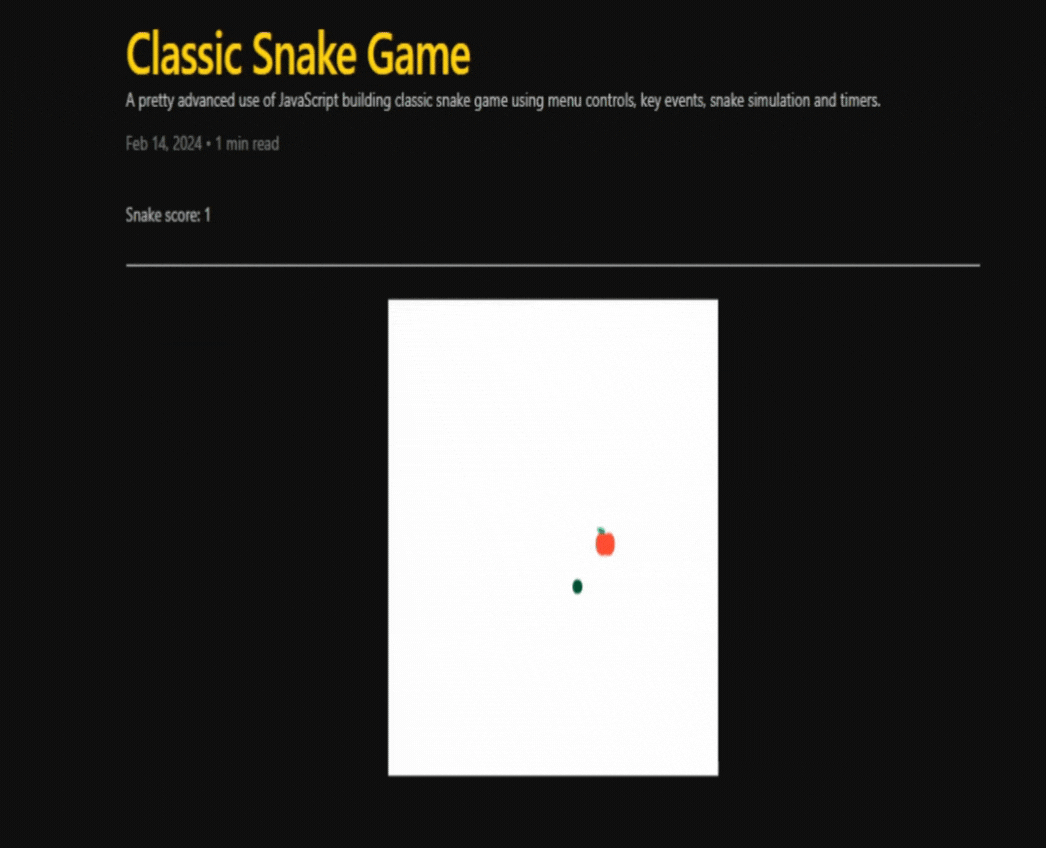 Classic Snake Game
A pretty advanced use of JavaScript building classic snake game using menu controls, key events, snake simulation and timers.
Feb 14, 2024 • 1 min read
Snake score: 1